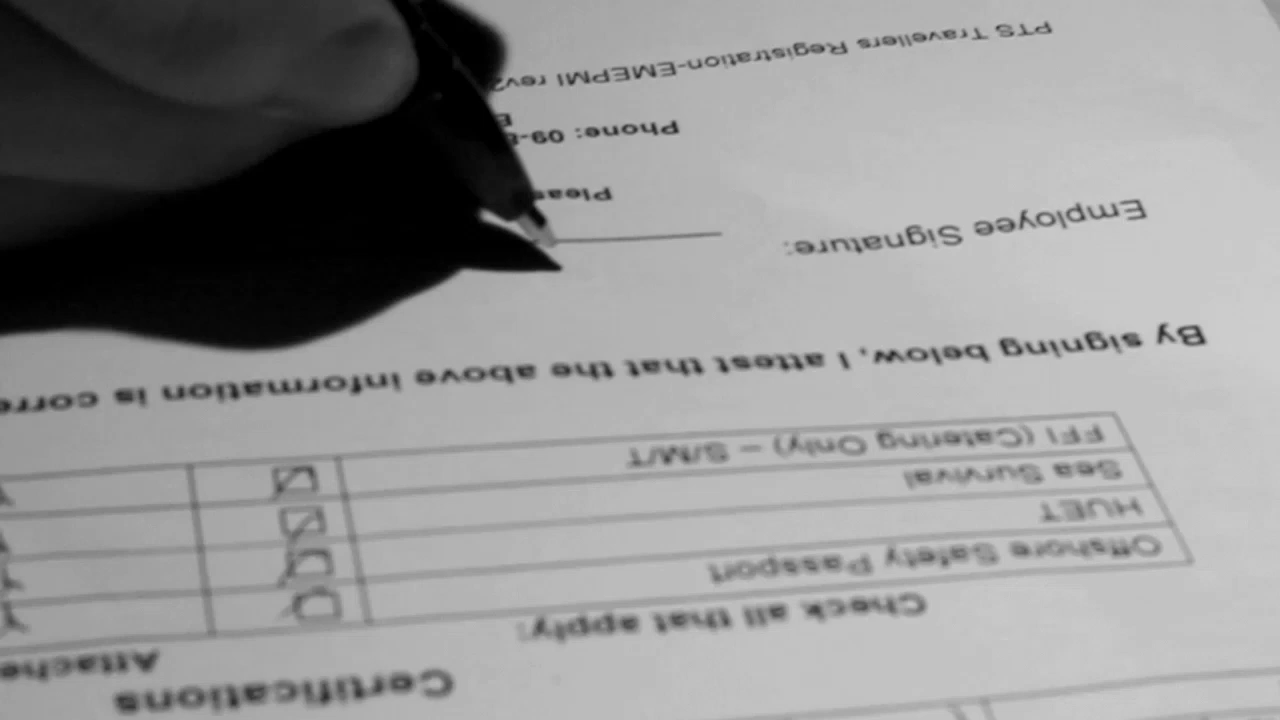 Certifications
Attache
Check all that apply:
Offshore Safety Passport
HUET
Sea Survival
FFI (Catering Only) – S/M/T
By signing below, I attest that the above information is corre
Employee Signature:
Pleas
Phone: 09-
PTS Travellers Registration-EMEPMI rev2